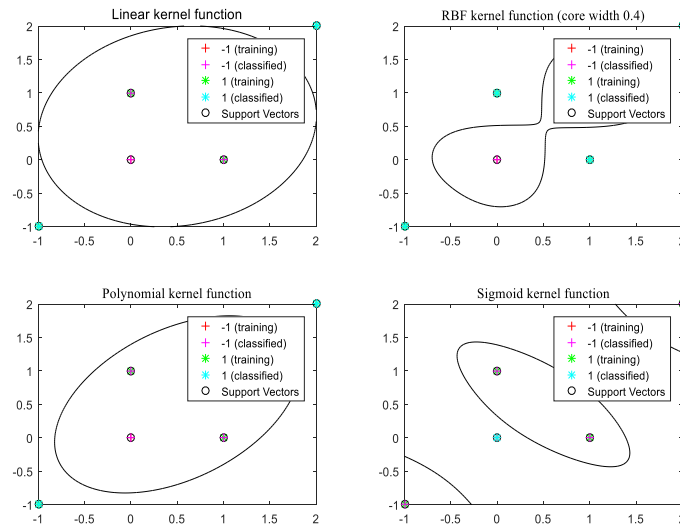 Linear kernel function
2
1.5
1
0.5
0
-0.5
-1
-1 -0.5 0 0.5 1 1.5 2
-1 (training)
-1 (classified)
1 (training)
1 (classified)
Support Vectors
RBF kernel function (core width 0.4)
2
1.5
1
0.5
0
-0.5
-1
-1 -0.5 0 0.5 1 1.5 2
-1 (training)
-1 (classified)
1 (training)
1 (classified)
Support Vectors
Polynomial kernel function
2
1.5
1
0.5
0
-0.5
-1
-1 -0.5 0 0.5 1 1.5 2
-1 (training)
-1 (classified)
1 (training)
1 (classified)
Support Vectors
Sigmoid kernel function
2
1.5
1
0.5
0
-0.5
-1
-1 -0.5 0 0.5 1 1.5 2
-1 (training)
-1 (classified)
1 (training)
1 (classified)
Support Vectors